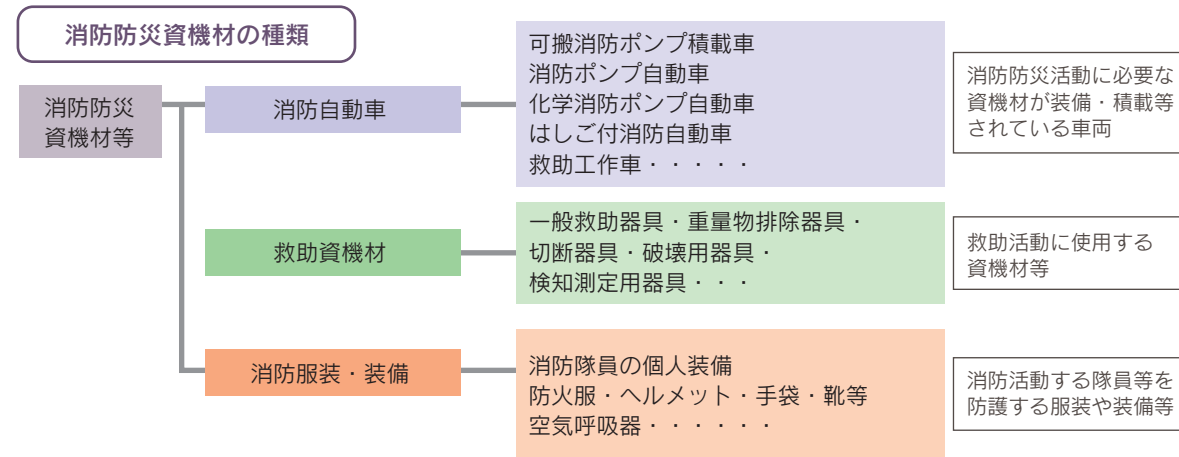 消防防災資機材の種類
消防防災
資機材等
消防自動車
可搬消防ポンプ積載車
消防ポンプ自動車
化学消防ポンプ自動車
はしご付消防自動車
救助工作車・・・・・
消防防災活動に必要な
資機材が装備・積載等
されている車両
救助資機材
一般救助器具・重量物排除器具・
切断器具・破壊用器具・
検知測定用器具・・・
救助活動に使用する
資機材等
消防服装・装備
消防隊員の個人装備
防火服・ヘルメット・手袋・靴等
空気呼吸器・・・・・・
消防活動する隊員等を
防護する服装や装備等